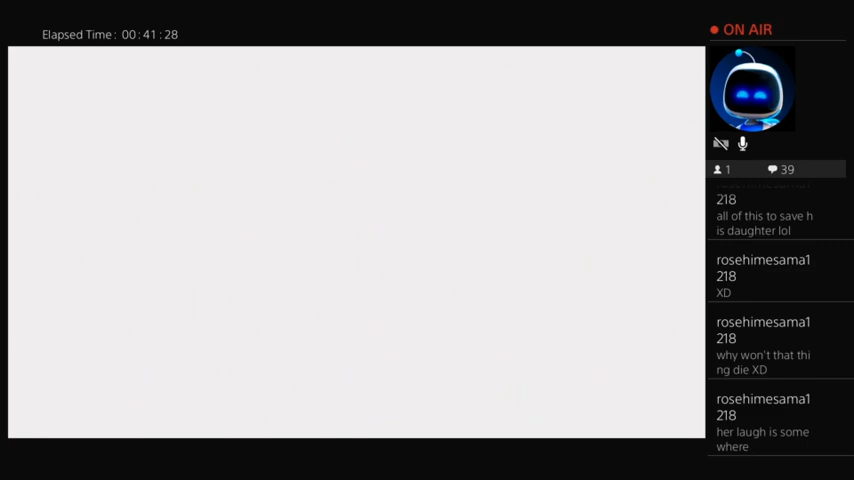 Elapsed Time: 00:41:28
ON AIR
1
39
218
all of this to save h
is daughter lol
rosehimesama1
218
XD
rosehimesama1
218
why won't that thi
ng die XD
rosehimesama1
218
her laugh is some
where